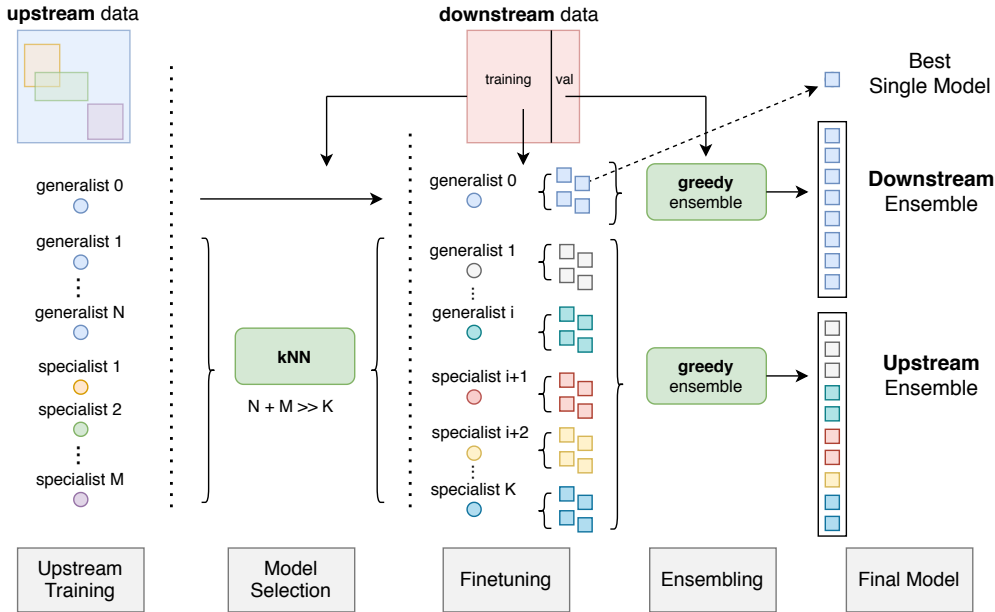 upstream data
downstream data
training
val
Best
Single Model
generalist 0
generalist 1
generalist N
specialist 1
specialist 2
specialist M
kNN
N + M >> K
generalist 0
generalist 1
generalist i
specialist i+1
specialist i+2
specialist K
greedy
ensemble
greedy
ensemble
Downstream
Ensemble
Upstream
Ensemble
Upstream
Training
Model
Selection
Finetuning
Ensembling
Final Model